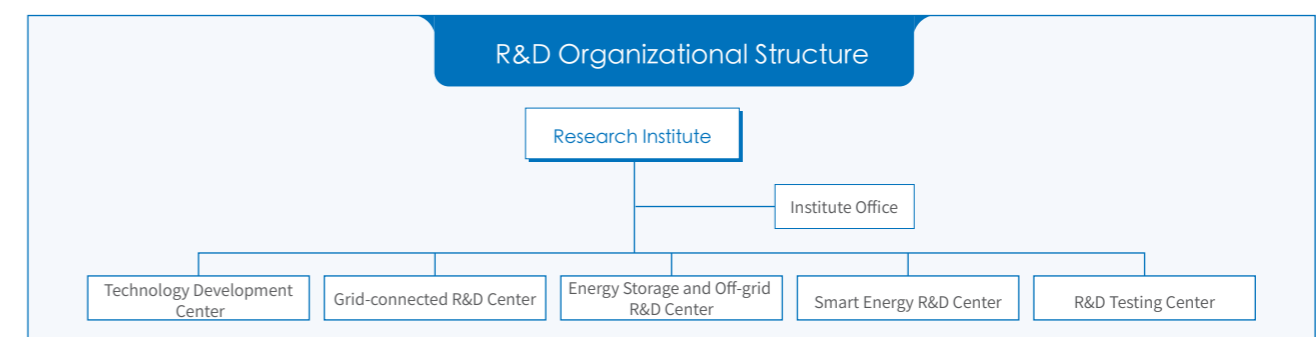 R&D Organizational Structure
Research Institute
Institute Office
Technology Development
Center
Grid-connected R&D Center
Energy Storage and Off-grid
R&D Center
Smart Energy R&D Center
R&D Testing Center